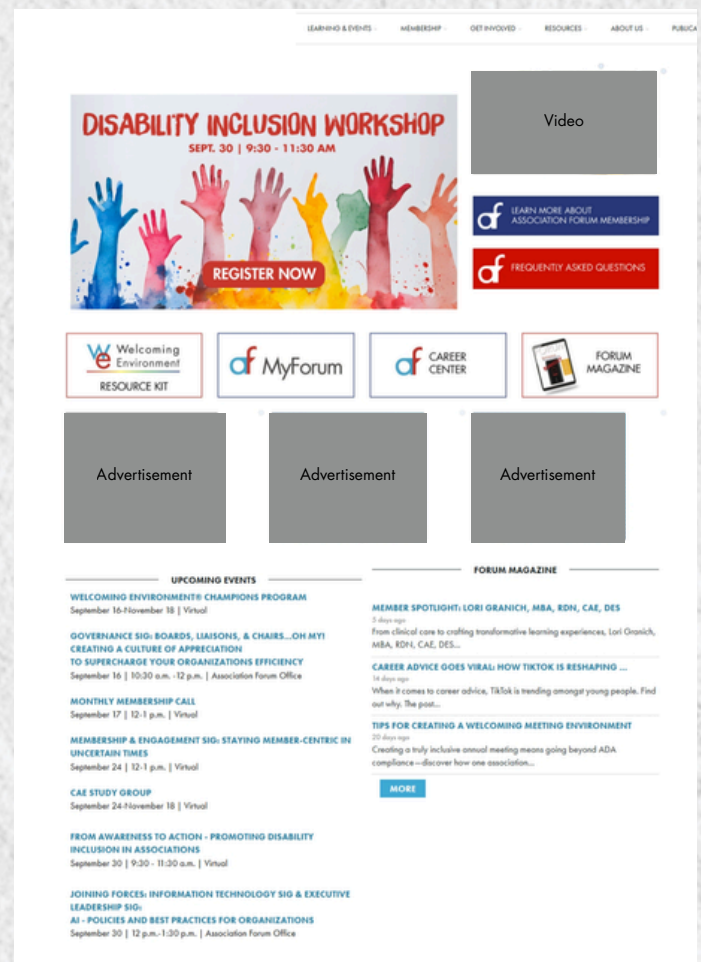 LEARNING & EVENTS
MEMBERSHIP
GET INVOLVED
RESOURCES
ABOUT US
PUBLICA
DISABILITY INCLUSION WORKSHOP
SEPT. 30 | 9:30 - 11:30 AM
REGISTER NOW
Video
af LEARN MORE ABOUT
ASSOCIATION FORUM MEMBERSHIP
af FREQUENTLY ASKED QUESTIONS
We Welcoming
Environment
RESOURCE KIT
af MyForum
af CAREER
CENTER
FORUM
MAGAZINE
Advertisement
Advertisement
Advertisement
UPCOMING EVENTS
WELCOMING ENVIRONMENT® CHAMPIONS PROGRAM
September 16-November 18 | Virtual
GOVERNANCE SIG: BOARDS, LIAISONS, & CHAIRS...OH MY!
CREATING A CULTURE OF APPRECIATION
TO SUPERCHARGE YOUR ORGANIZATIONS EFFICIENCY
September 16 | 10:30 a.m. -12 p.m. | Association Forum Office
MONTHLY MEMBERSHIP CALL
September 17 | 12-1 p.m. | Virtual
MEMBERSHIP & ENGAGEMENT SIG: STAYING MEMBER-CENTRIC IN
UNCERTAIN TIMES
September 24 | 12-1 p.m. | Virtual
CAE STUDY GROUP
September 24-November 18 | Virtual
FROM AWARENESS TO ACTION - PROMOTING DISABILITY
INCLUSION IN ASSOCIATIONS
September 30 | 9:30 - 11:30 a.m. | Virtual
JOINING FORCES: INFORMATION TECHNOLOGY SIG & EXECUTIVE
LEADERSHIP SIG:
AI - POLICIES AND BEST PRACTICES FOR ORGANIZATIONS
September 30 | 12 p.m.-1:30 p.m. | Association Forum Office
FORUM MAGAZINE
MEMBER SPOTLIGHT: LORI GRANICH, MBA, RDN, CAE, DES
5 days ago
From clinical care to crafting transformative learning experiences, Lori Granich,
MBA, RDN, CAE, DES...
CAREER ADVICE GOES VIRAL: HOW TIKTOK IS RESHAPING ...
14 days ago
When it comes to career advice, TikTok is trending amongst young people. Find
out why. The post...
TIPS FOR CREATING A WELCOMING MEETING ENVIRONMENT
20 days ago
Creating a truly inclusive annual meeting means going beyond ADA
compliance—discover how one association...
MORE